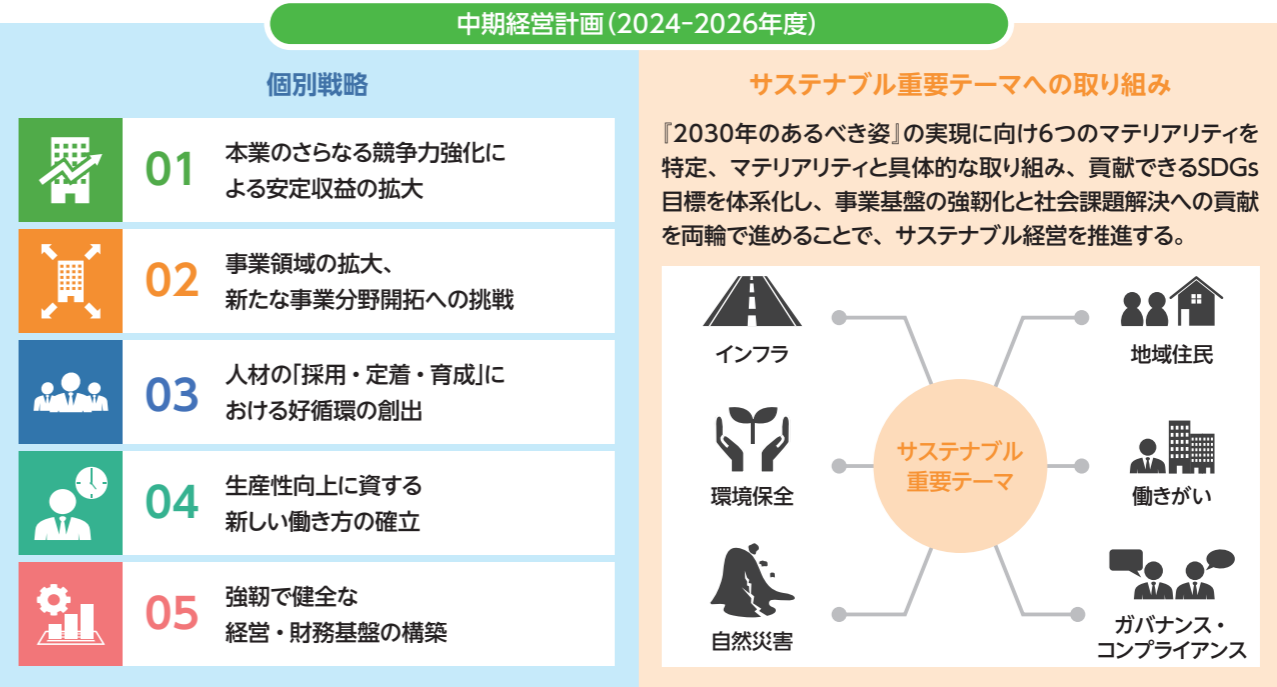 中期経営計画（2024-2026年度）
個別戦略
01
本業のさらなる競争力強化に
よる安定収益の拡大
02
事業領域の拡大、
新たな事業分野開拓への挑戦
03
人材の「採用・定着・育成」に
おける好循環の創出
04
生産性向上に資する
新しい働き方の確立
05
強靭で健全な
経営・財務基盤の構築
サステナブル重要テーマへの取り組み
『2030年のあるべき姿』の実現に向け6つのマテリアリティを
特定、マテリアリティと具体的な取り組み、貢献できるSDGs
目標を体系化し、事業基盤の強靭化と社会課題解決への貢献
を両輪で進めることで、サステナブル経営を推進する。
インフラ
環境保全
自然災害
サステナブル
重要テーマ
地域住民
働きがい
ガバナンス・
コンプライアンス